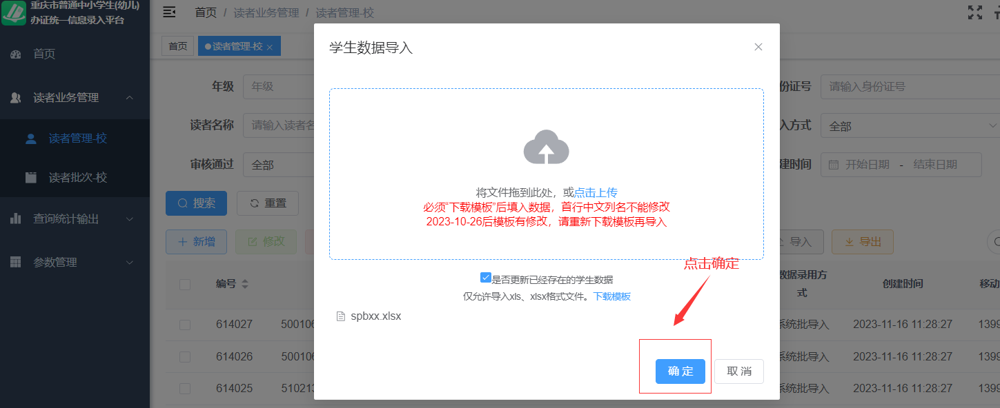 重庆市普通中小学生(幼儿)
办证统一信息录入平台
首页
读者业务管理
读者管理-校
读者批次-校
查询统计输出
参数管理
首页 / 读者业务管理 / 读者管理-校
首页
读者管理-校
年级
年级
份证号
请输入身份证号
读者名称
请输入读者名
入方式
全部
审核通过
全部
建时间
开始日期 - 结束日期
搜索
重置
新增
修改
导入
导出
编号
数据录用方
式
创建时间
移动
614027 500106
系统批导入 2023-11-16 11:28:27 1399
614026 500106
系统批导入 2023-11-16 11:28:27 1399
614025 510213
系统批导入 2023-11-16 11:28:27 1399
学生数据导入
将文件拖到此处，或点击上传
必须“下载模板”后填入数据，首行中文列名不能修改
2023-10-26后模板有修改，请重新下载模板再导入
点击确定
是否更新已经存在的学生数据
仅允许导入xls、xlsx格式文件。下载模板
spbxx.xlsx
确 定
取 消